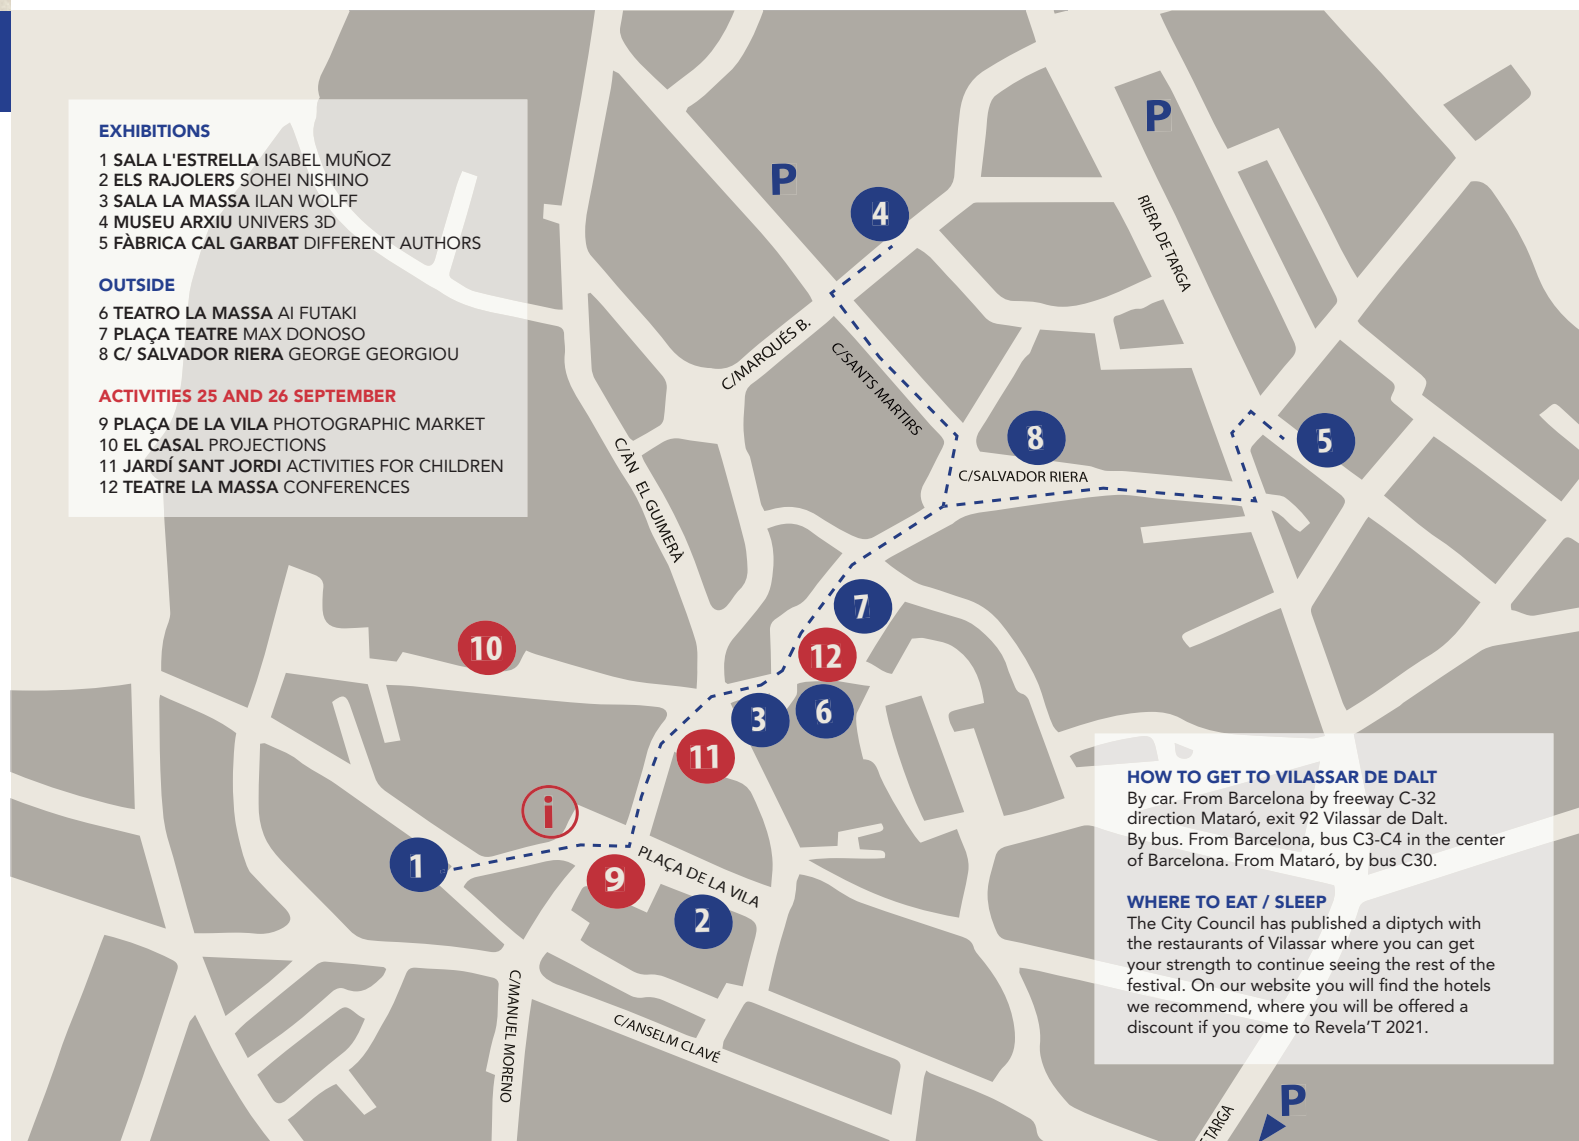 EXHIBITIONS
1 SALA L'ESTRELLA ISABEL MUÑOZ
2 ELS RAJOLERS SOHEI NISHINO
3 SALA LA MASSA ILAN WOLFF
4 MUSEU ARXIU UNIVERS 3D
5 FÀBRICA CAL GARBAT DIFFERENT AUTHORS
OUTSIDE
6 TEATRO LA MASSA AI FUTAKI
7 PLAÇA TEATRE MAX DONOSO
8 C/ SALVADOR RIERA GEORGE GEORGIOU
ACTIVITIES 25 AND 26 SEPTEMBER
9 PLAÇA DE LA VILA PHOTOGRAPHIC MARKET
10 EL CASAL PROJECTIONS
11 JARDÍ SANT JORDI ACTIVITIES FOR CHILDREN
12 TEATRE LA MASSA CONFERENCES
P
P
4
RIERA DE TARGA
C/MARQUÉS B.
C/SANTS MARTIRS
8
5
C/SALVADOR RIERA
C/ÀN EL GUIMERÀ
7
10
12
3
6
11
i
1
9
PLAÇA DE LA VILA
2
C/MANUEL MORENO
C/ANSELM CLAVÉ
HOW TO GET TO VILASSAR DE DALT
By car. From Barcelona by freeway C-32
direction Mataró, exit 92 Vilassar de Dalt.
By bus. From Barcelona, bus C3-C4 in the center
of Barcelona. From Mataró, by bus C30.
WHERE TO EAT / SLEEP
The City Council has published a diptych with
the restaurants of Vilassar where you can get
your strength to continue seeing the rest of the
festival. On our website you will find the hotels
we recommend, where you will be offered a
discount if you come to Revela'T 2021.
P
TARGA